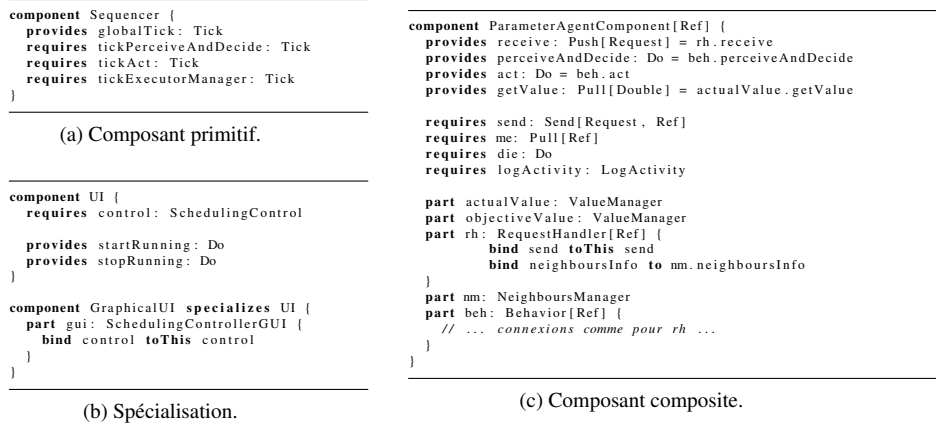 component Sequencer {
provides globalTick: Tick
requires tickPerceiveAndDecide: Tick
requires tickAct: Tick
requires tickExecutorManager: Tick
}
(a) Composant primitif.
component UI {
requires control: SchedulingControl
provides startRunning: Do
provides stopRunning: Do
}
component GraphicalUI specializes UI {
part gui: SchedulingControllerGUI {
bind control toThis control
}
}
(b) Spécialisation.
component ParameterAgentComponent[Ref] {
provides receive: Push[Request] = rh.receive
provides perceiveAndDecide: Do = beh.perceiveAndDecide
provides act: Do = beh.act
provides getValue: Pull[Double] = actualValue.getValue
requires send: Send[Request, Ref]
requires me: Pull[Ref]
requires die: Do
requires logActivity: LogActivity
part actualValue: ValueManager
part objectiveValue: ValueManager
part rh: RequestHandler[Ref] {
bind send toThis send
bind neighboursInfo to nm.neighboursInfo
}
part nm: NeighboursManager
part beh: Behavior[Ref] {
// ... connexions comme pour rh ...
}
}
(c) Composant composite.